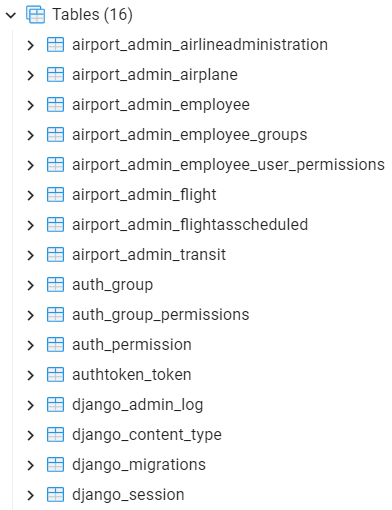 Tables (16)
airport_admin_airlineadministration
airport_admin_airplane
airport_admin_employee
airport_admin_employee_groups
airport_admin_employee_user_permissions
airport_admin_flight
airport_admin_flightasscheduled
airport_admin_transit
auth_group
auth_group_permissions
auth_permission
authtoken_token
django_admin_log
django_content_type
django_migrations
django_session